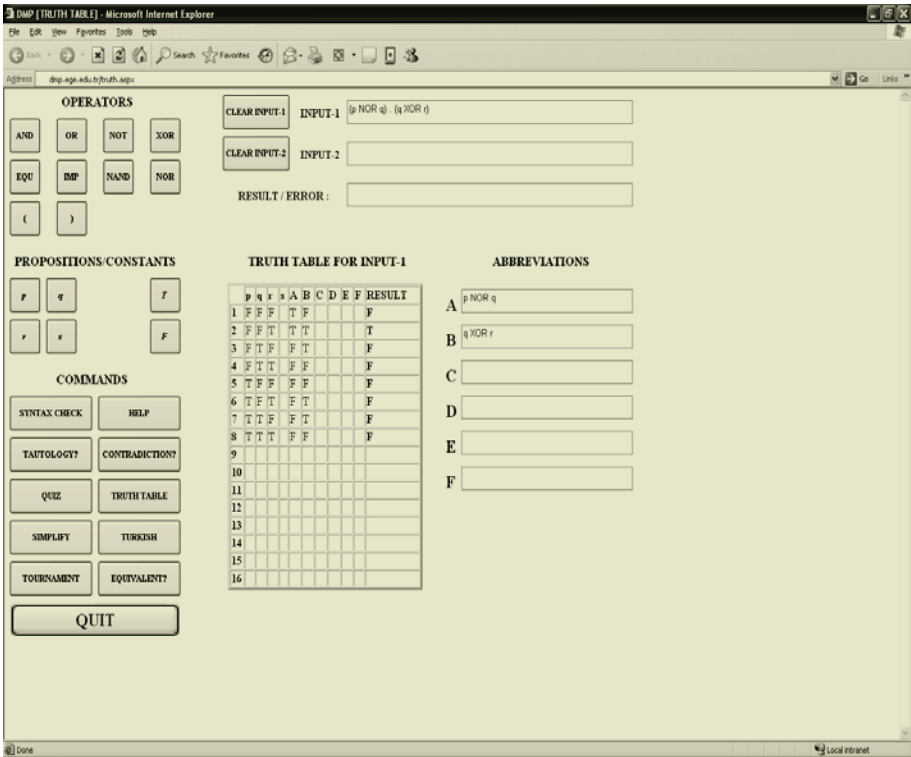 DMP [TRUTH TABLE] - Microsoft Internet Explorer
File Edit View Favorites Tools Help
Back Search Favorites
Address dmp.ege.edu.tr/truth.aspx Go Links »
OPERATORS
AND OR NOT XOR
EQU IMP NAND NOR
( )
CLEAR INPUT-1 INPUT-1 (p NOR q) . (q XOR r)
CLEAR INPUT-2 INPUT-2
RESULT / ERROR :
PROPOSITIONS/CONSTANTS
p q T
r s F
COMMANDS
SYNTAX CHECK HELP
TAUTOLOGY? CONTRADICTION?
QUIZ TRUTH TABLE
SIMPLIFY TURKISH
TOURNAMENT EQUIVALENT?
QUIT
TRUTH TABLE FOR INPUT-1
p q r s A B C D E F RESULT
1 F F F T F F
2 F F T T T T
3 F T F F T F
4 F T T F F F
5 T F F F F F
6 T F T F T F
7 T T F F T F
8 T T T F F F
9
10
11
12
13
14
15
16
ABBREVIATIONS
A p NOR q
B q XOR r
C
D
E
F
Done Local intranet